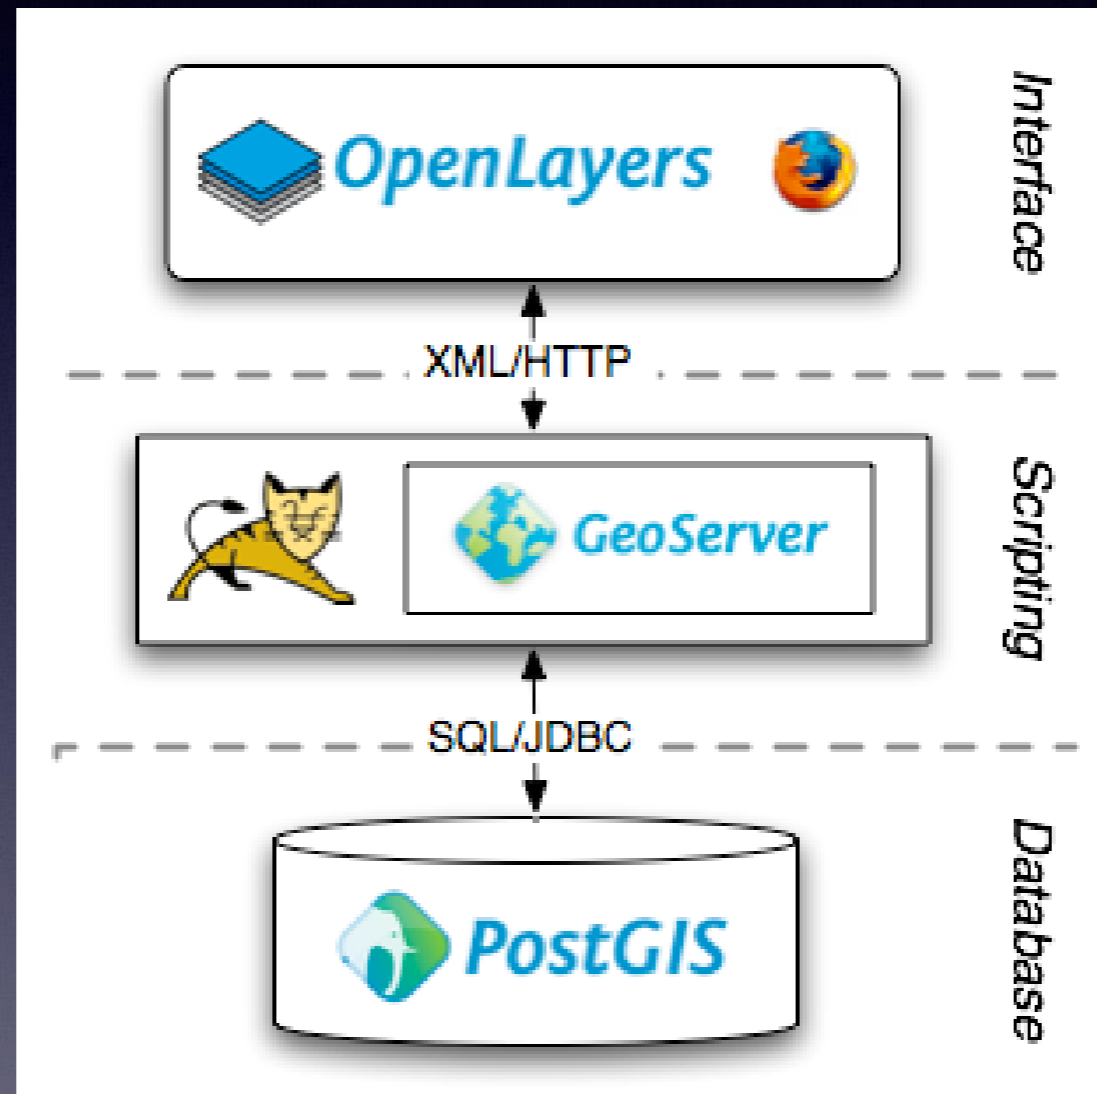 OpenLayers
Interface
XML/HTTP
GeoServer
Scripting
SQL/JDBC
PostGIS
Database